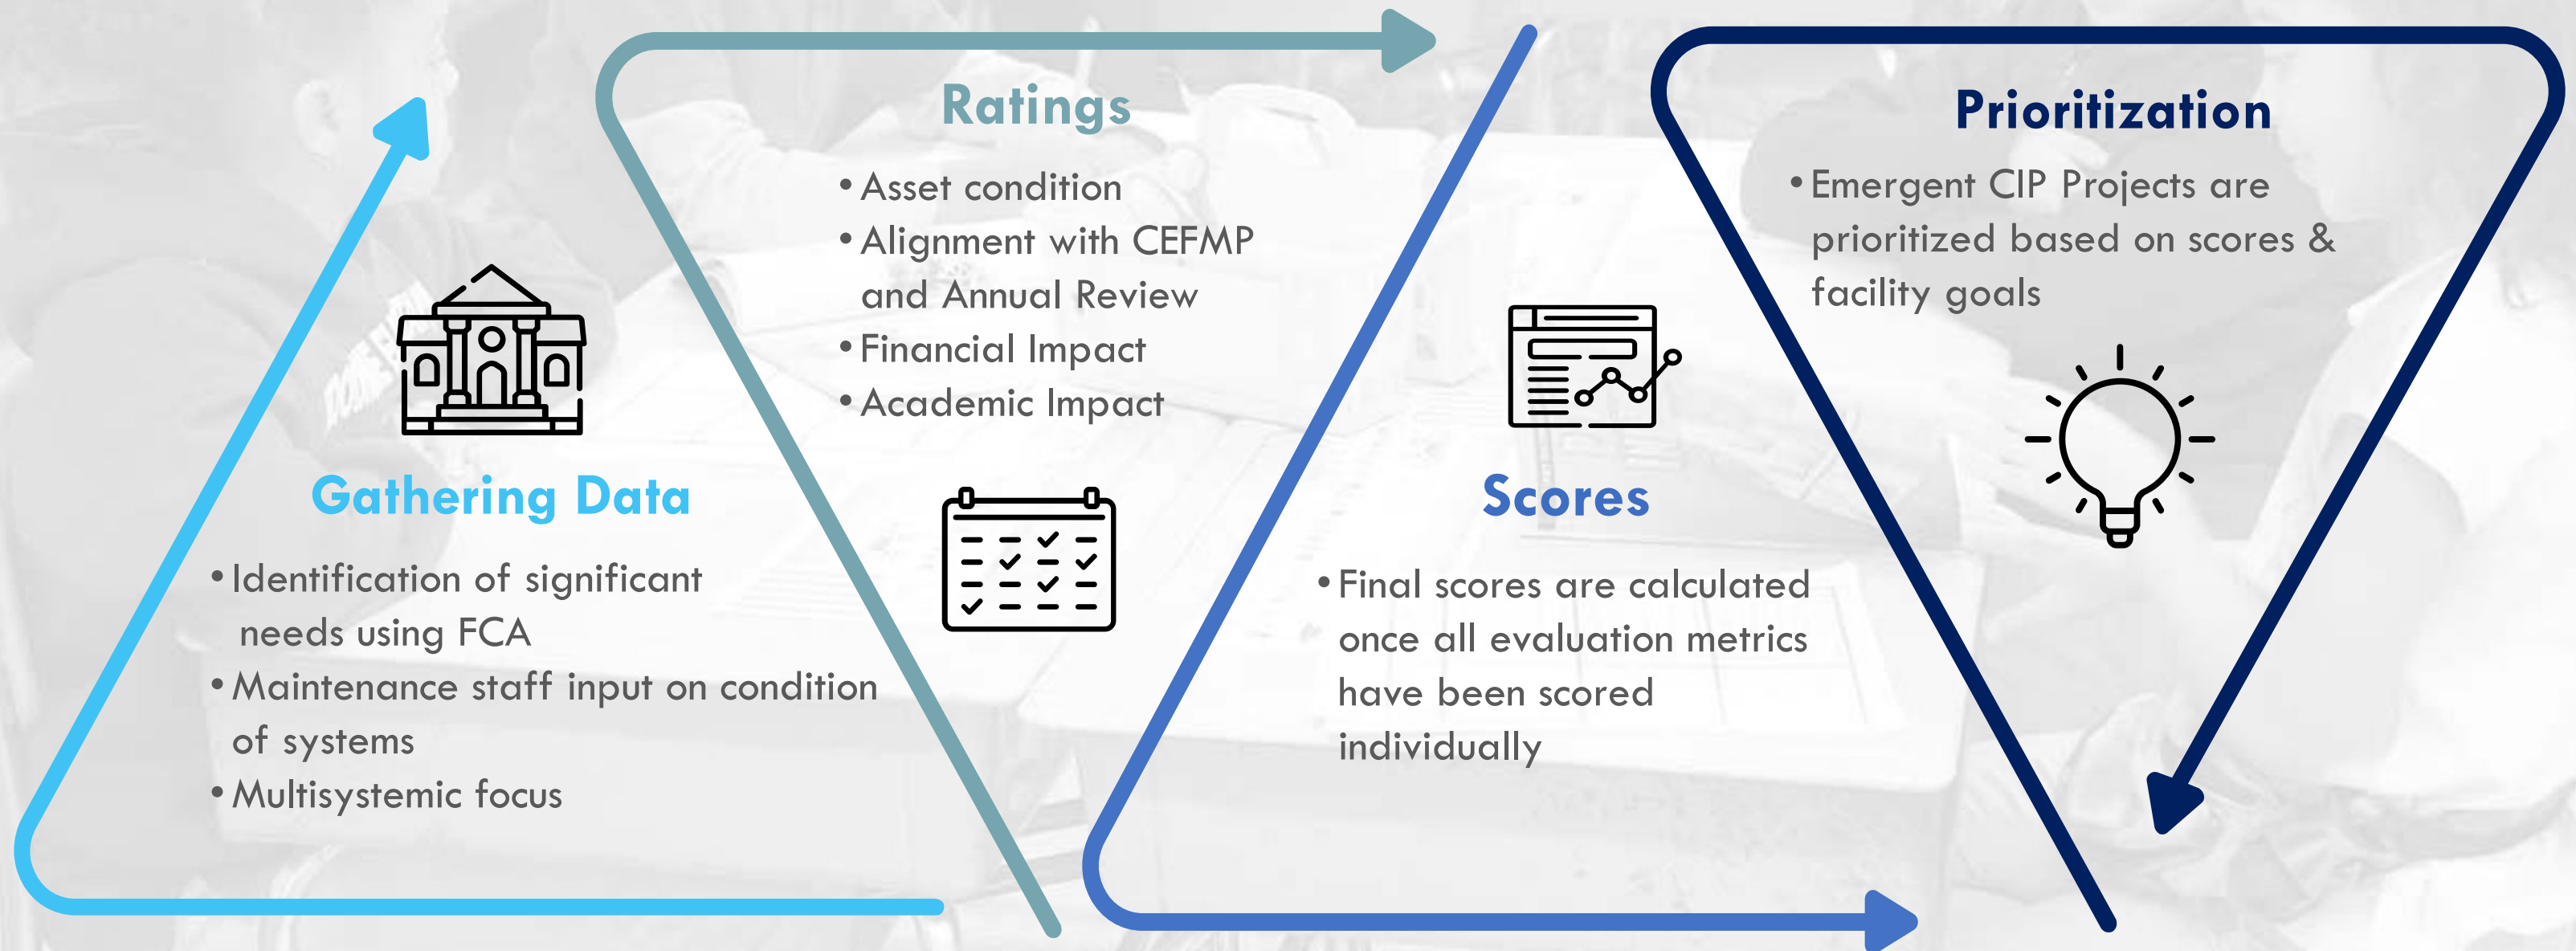 Gathering Data
• Identification of significant
needs using FCA
• Maintenance staff input on condition
of systems
• Multisystemic focus
Ratings
• Asset condition
• Alignment with CEFMP
and Annual Review
• Financial Impact
• Academic Impact
Scores
• Final scores are calculated
once all evaluation metrics
have been scored
individually
Prioritization
• Emergent CIP Projects are
prioritized based on scores &
facility goals